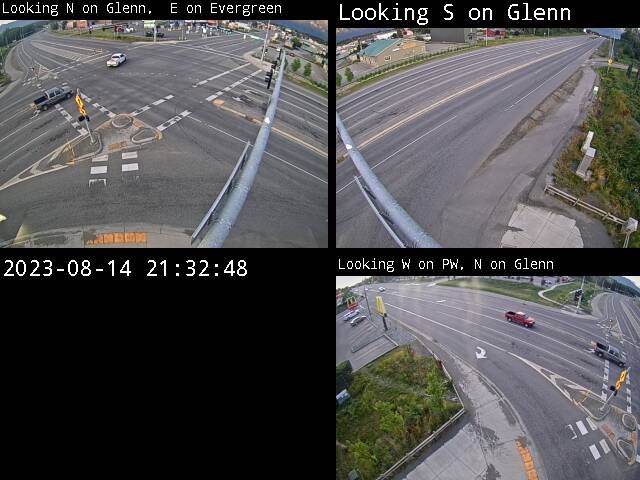 Looking N on Glenn, E on Evergreen
Looking S on Glenn
2023-08-14 21:32:48
Looking W on PW, N on Glenn